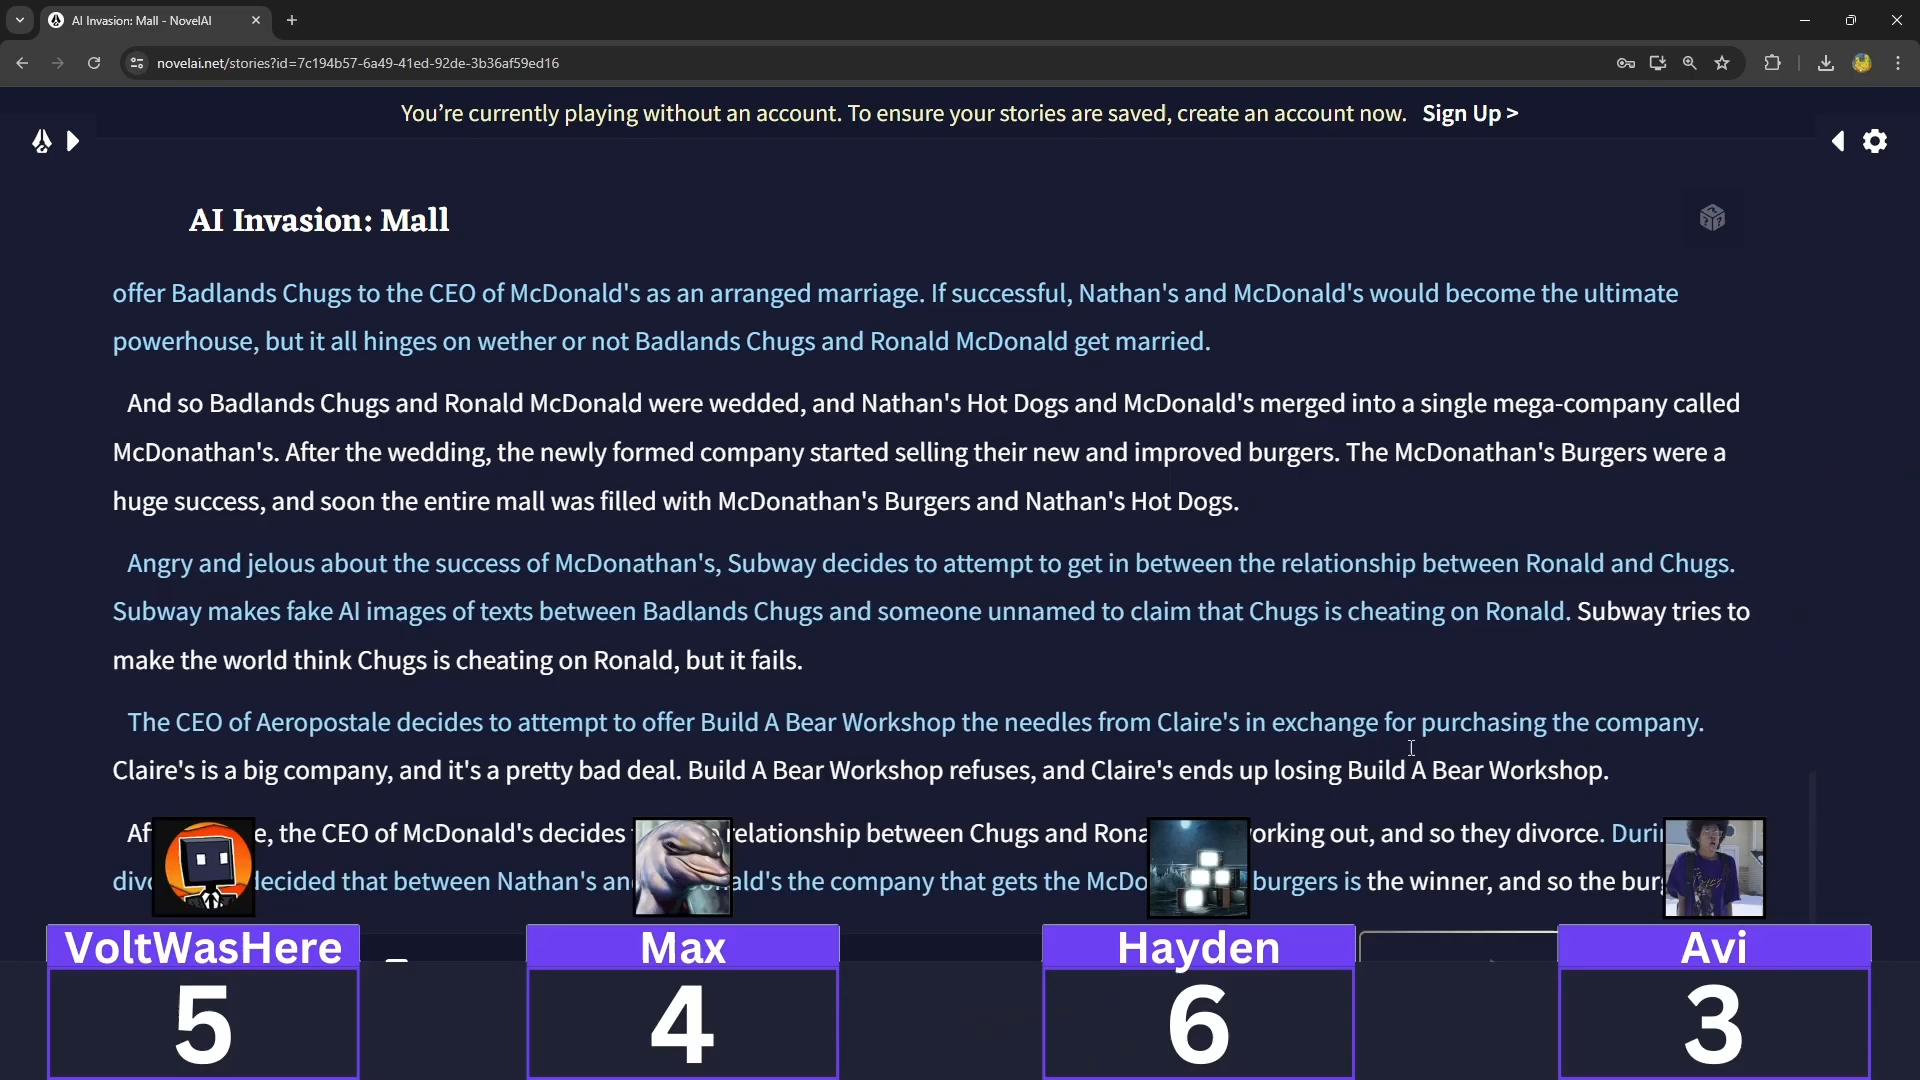 AI Invasion: Mall - NovelAI
novelai.net/stories?id=7c194b57-6a49-41ed-92de-3b36af59ed16
You're currently playing without an account. To ensure your stories are saved, create an account now. Sign Up >
AI Invasion: Mall
offer Badlands Chugs to the CEO of McDonald's as an arranged marriage. If successful, Nathan's and McDonald's would become the ultimate
powerhouse, but it all hinges on wether or not Badlands Chugs and Ronald McDonald get married.
And so Badlands Chugs and Ronald McDonald were wedded, and Nathan's Hot Dogs and McDonald's merged into a single mega-company called
McDonathan's. After the wedding, the newly formed company started selling their new and improved burgers. The McDonathan's Burgers were a
huge success, and soon the entire mall was filled with McDonathan's Burgers and Nathan's Hot Dogs.
Angry and jelous about the success of McDonathan's, Subway decides to attempt to get in between the relationship between Ronald and Chugs.
Subway makes fake AI images of texts between Badlands Chugs and someone unnamed to claim that Chugs is cheating on Ronald. Subway tries to
make the world think Chugs is cheating on Ronald, but it fails.
The CEO of Aeropostale decides to attempt to offer Build A Bear Workshop the needles from Claire's in exchange for purchasing the company.
Claire's is a big company, and it's a pretty bad deal. Build A Bear Workshop refuses, and Claire's ends up losing Build A Bear Workshop.
the CEO of McDonald's decides relationship between Chugs and working out, and so they divorce.
decided that between Nathan's the company that gets the burgers is the winner, and so the
VoltWasHere Max Hayden Avi
5 4 6 3